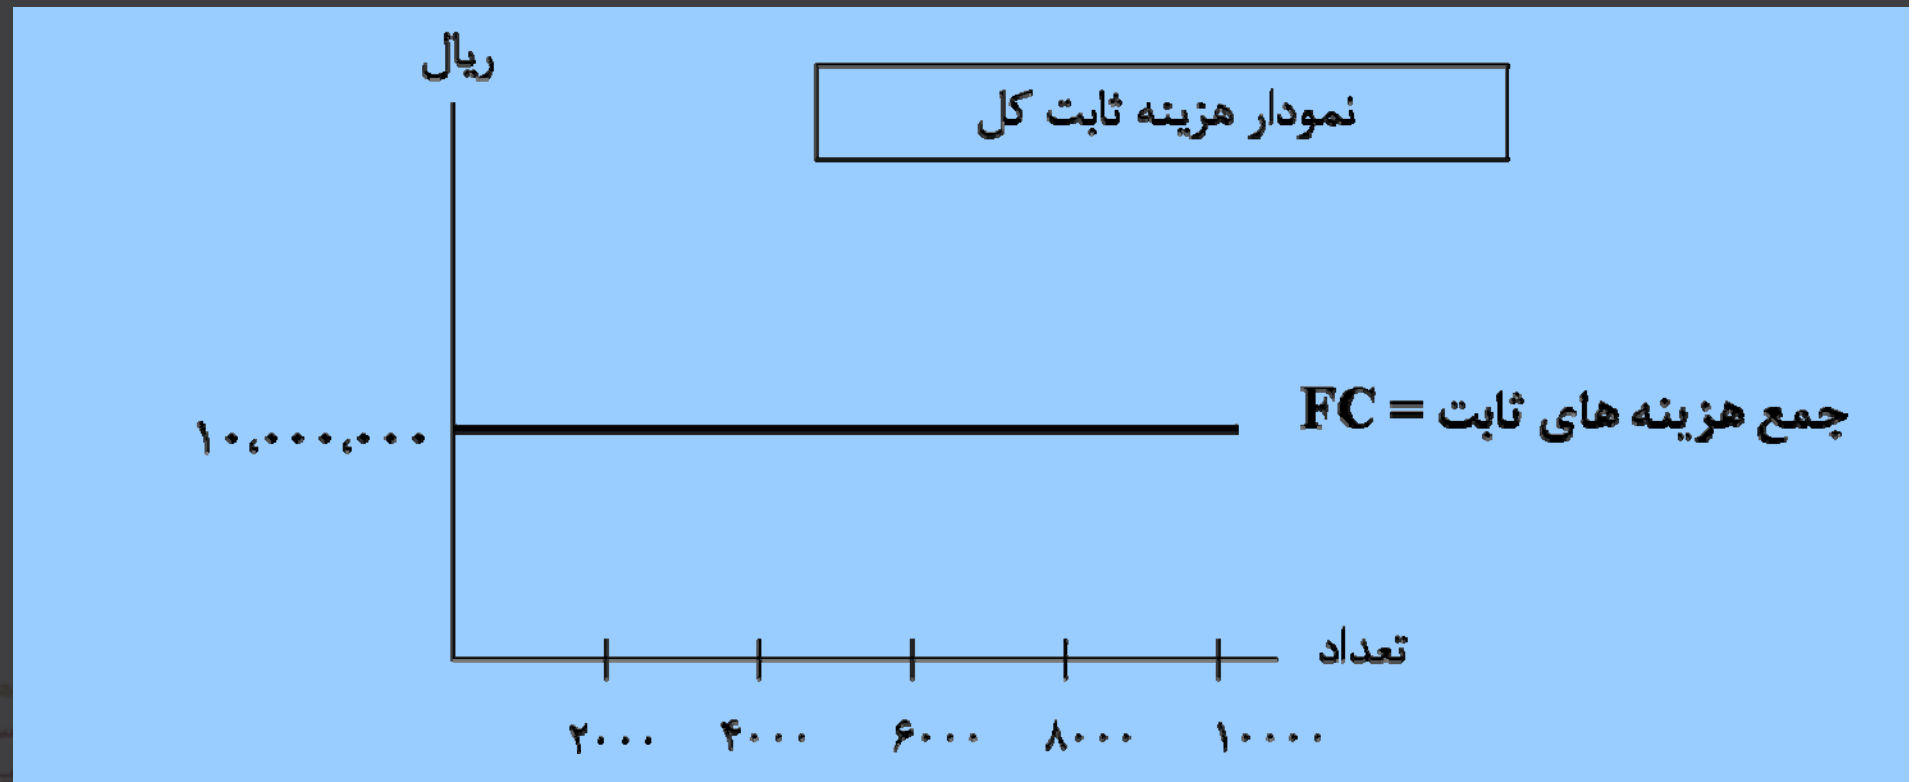 ریال
نمودار هزینه ثابت کل
جمع هزینه های ثابت = FC
۱۰,۰۰۰,۰۰۰
تعداد
۲۰۰۰ ۴۰۰۰ ۶۰۰۰ ۸۰۰۰ ۱۰۰۰۰